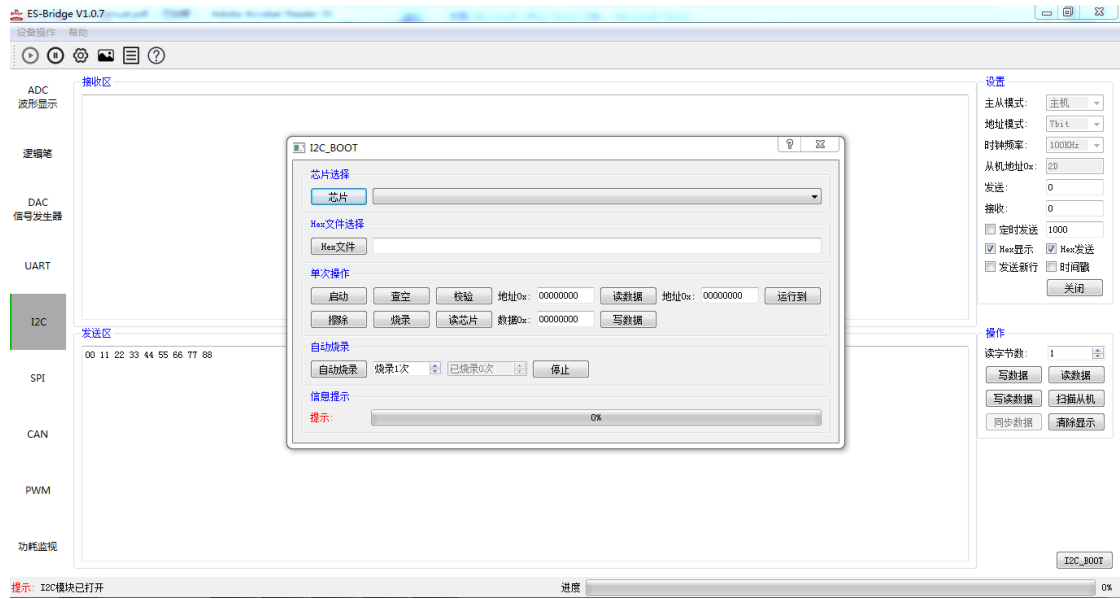 ES-Bridge V1.0.7
设备操作 帮助
ADC
波形显示
逻辑笔
DAC
信号发生器
UART
I2C
SPI
CAN
PWM
功耗监视
接收区
发送区
00 11 22 33 44 55 66 77 88
I2C_BOOT
芯片选择
芯片
Hex文件选择
Hex文件
单次操作
启动 查空 校验 地址0x: 00000000 读数据 地址0x: 00000000 运行到
擦除 烧录 读芯片 数据0x: 00000000 写数据
自动烧录
自动烧录 烧录1次 已烧录0次 停止
信息提示
提示: 0%
设置
主从模式: 主机
地址模式: 7bit
时钟频率: 100KHz
从机地址0x: 2D
发送: 0
接收: 0
定时发送 1000
Hex显示 Hex发送
发送新行 时间戳
关闭
操作
读字节数: 1
写数据 读数据
写读数据 扫描从机
同步数据 清除显示
I2C_BOOT
提示: I2C模块已打开 进度 0%